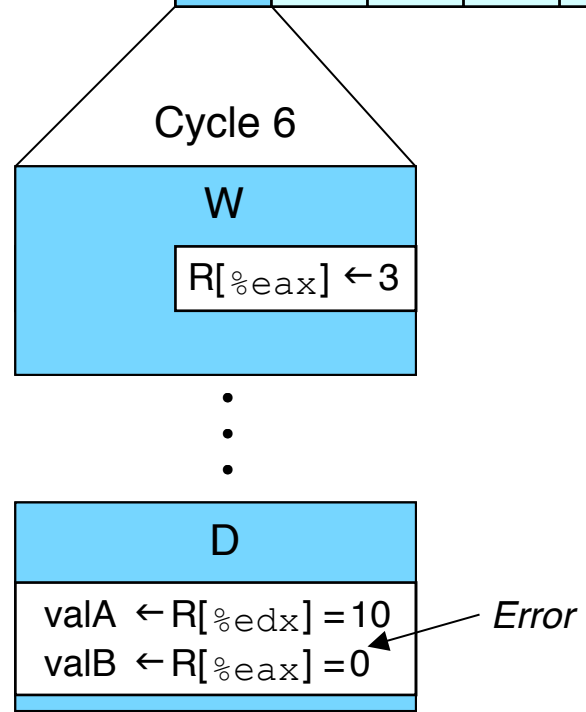 Cycle 6
W
R[%eax] ← 3
D
valA ← R[%edx] = 10
valB ← R[%eax] = 0
Error